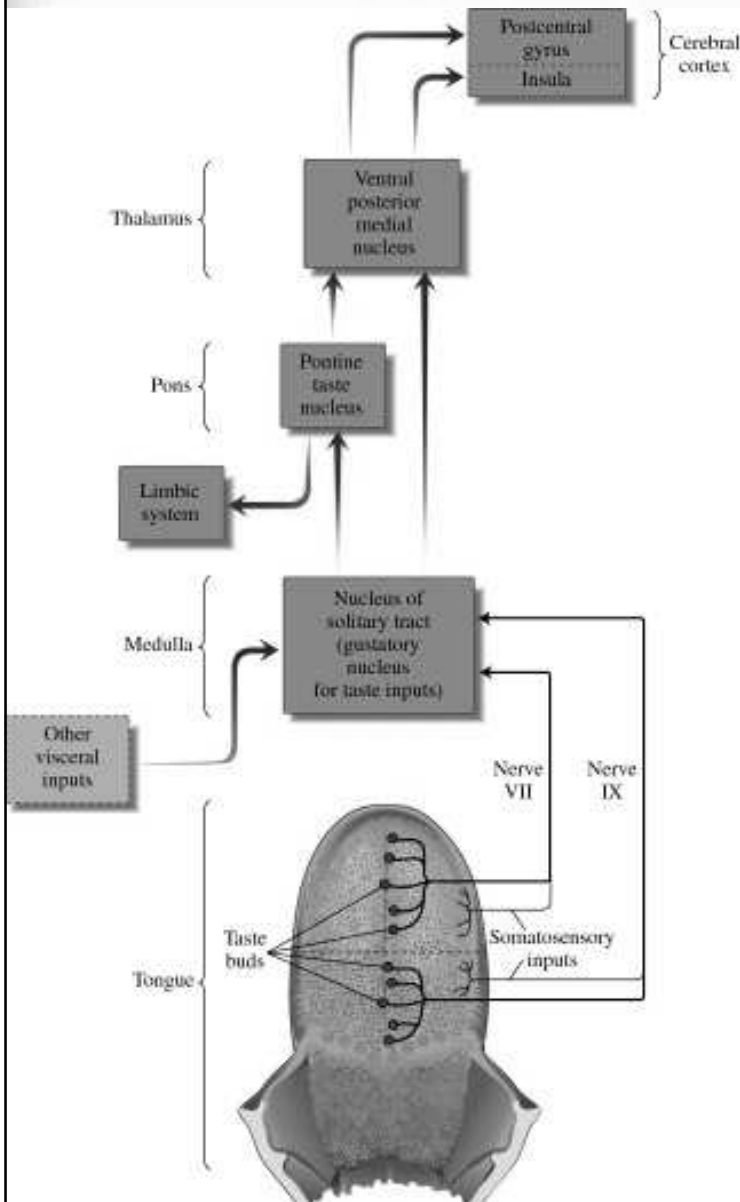 Postcentral
gyrus
Insula
Cerebral
cortex
Ventral
posterior
medial
nucleus
Thalamus
Pontine
taste
nucleus
Pons
Limbic
system
Nucleus of
solitary tract
(gustatory
nucleus
for taste inputs)
Medulla
Other
visceral
inputs
Nerve
VII
Nerve
IX
Taste
buds
Somatosensory
inputs
Tongue